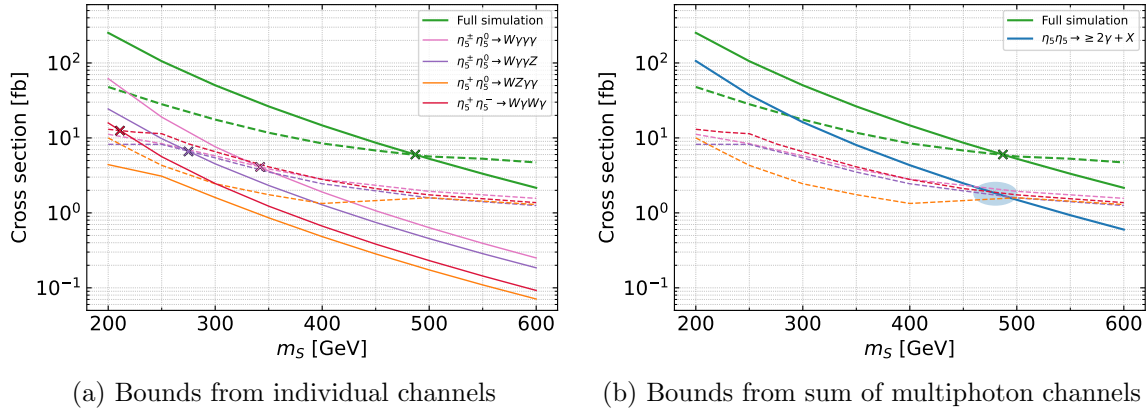 Cross section [fb]
10²
10¹
10⁰
10⁻¹
200 300 400 500 600
m_S [GeV]
Full simulation
η₅^± η₅⁰ → Wγγγ
η₅^± η₅⁰ → WγγZ
η₅^+ η₅⁰ → WZγγ
η₅^+ η₅^- → WγWγ
(a) Bounds from individual channels
Cross section [fb]
10²
10¹
10⁰
10⁻¹
200 300 400 500 600
m_S [GeV]
Full simulation
η₅η₅ → ≥ 2γ + X
(b) Bounds from sum of multiphoton channels